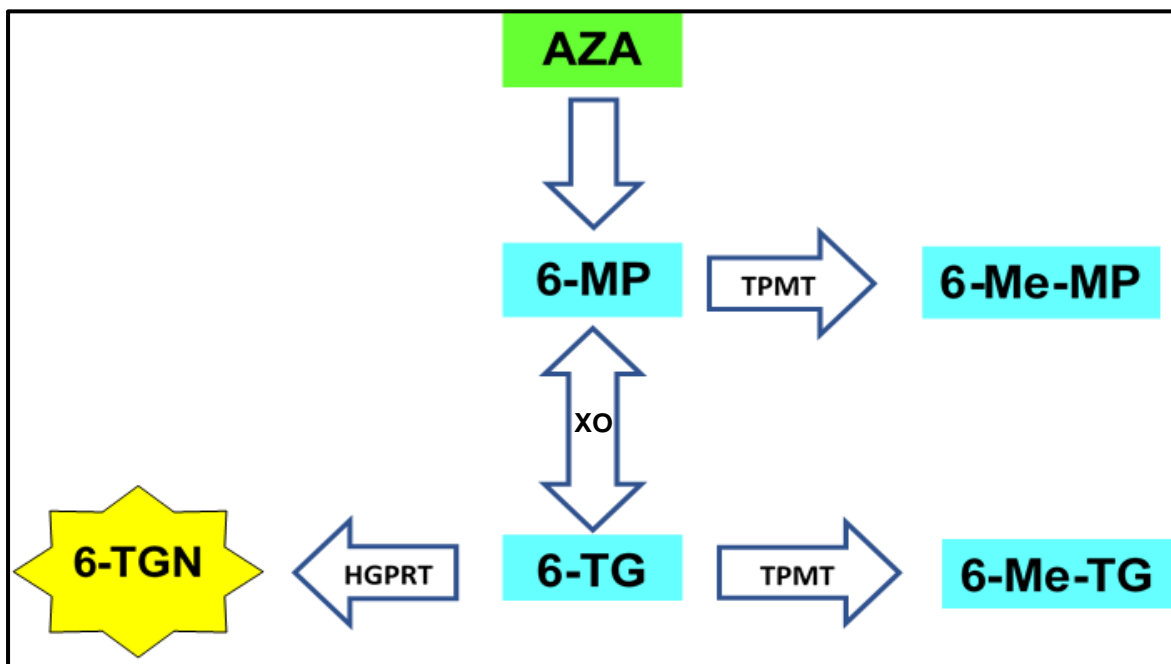 AZA
6-MP
TPMT
6-Me-MP
XO
6-TGN
HGPRT
6-TG
TPMT
6-Me-TG